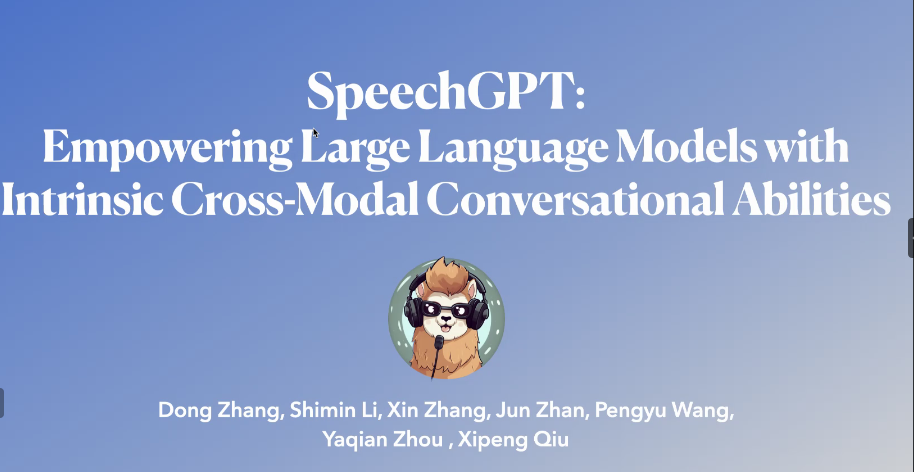 SpeechGPT:
Empowering Large Language Models with
Intrinsic Cross-Modal Conversational Abilities
Dong Zhang, Shimin Li, Xin Zhang, Jun Zhan, Pengyu Wang,
Yaqian Zhou , Xipeng Qiu